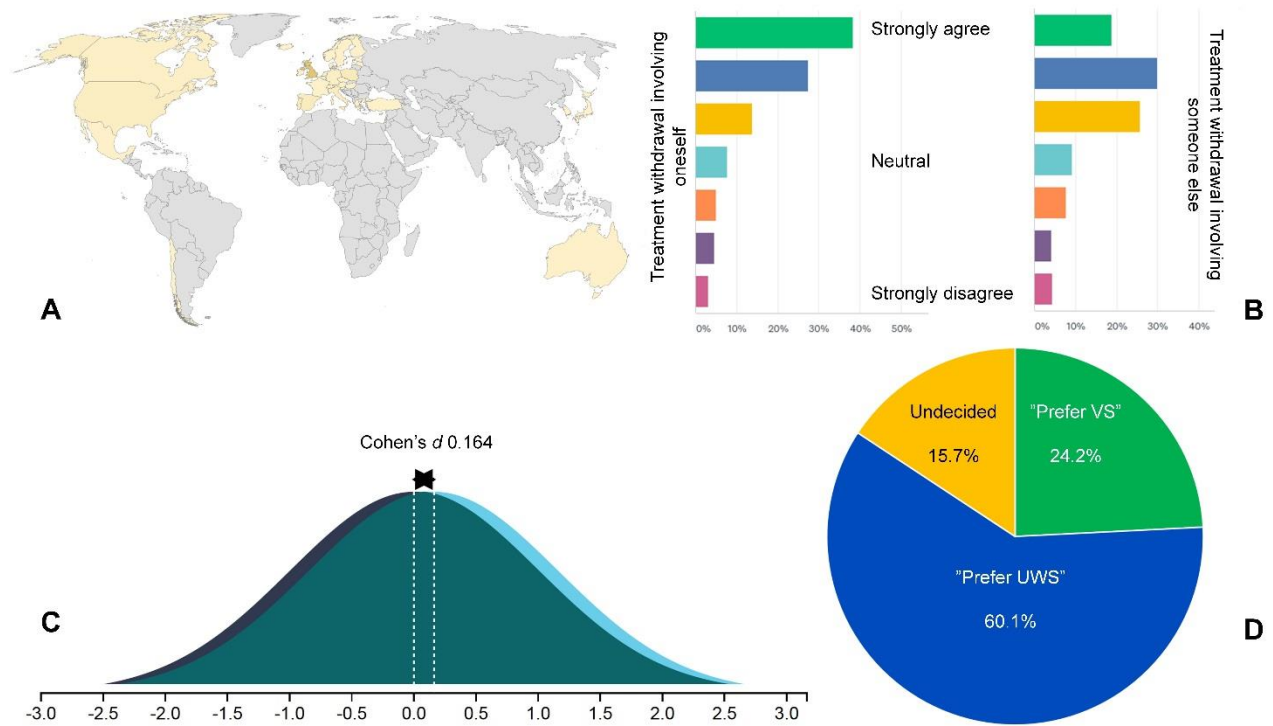 A
Treatment withdrawal involving
oneself
Strongly agree
Neutral
Strongly disagree
0% 10% 20% 30% 40% 50%
Treatment withdrawal involving
someone else
0% 10% 20% 30% 40%
B
Cohen's d 0.164
C
-3.0 -2.5 -2.0 -1.5 -1.0 -0.5 0.0 0.5 1.0 1.5 2.0 2.5 3.0
Undecided
15.7%
"Prefer VS"
24.2%
"Prefer UWS"
60.1%
D